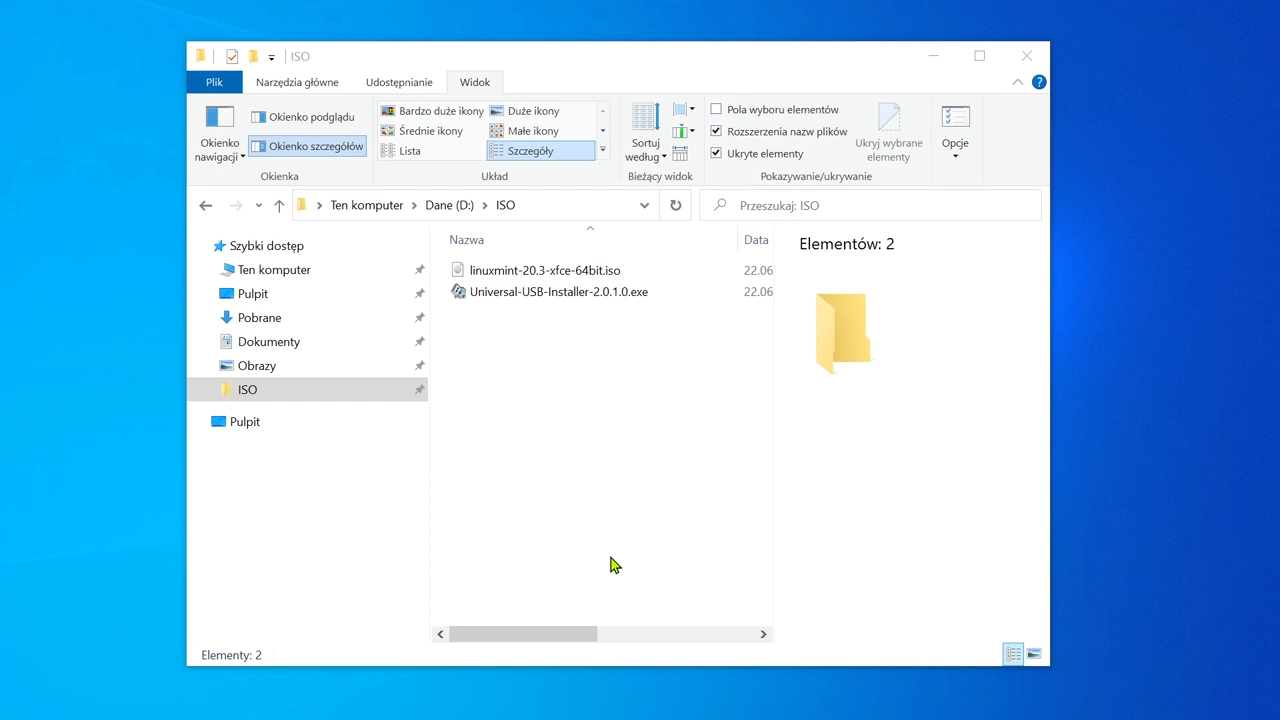 ISO
Plik Narzędzia główne Udostępnianie Widok
Okienko nawigacji
Okienko podglądu
Okienko szczegółów
Okienka
Bardzo duże ikony Duże ikony
Średnie ikony Małe ikony
Lista Szczegóły
Układ
Sortuj według
Bieżący widok
Pola wyboru elementów
Rozszerzenia nazw plików
Ukryte elementy
Ukryj wybrane elementy
Pokazywanie/ukrywanie
Opcje
Ten komputer Dane (D:) ISO
Przeszukaj: ISO
Szybki dostęp
Ten komputer
Pulpit
Pobrane
Dokumenty
Obrazy
ISO
Pulpit
Nazwa Data
linuxmint-20.3-xfce-64bit.iso 22.06
Universal-USB-Installer-2.0.1.0.exe 22.06
Elementów: 2
Elementy: 2